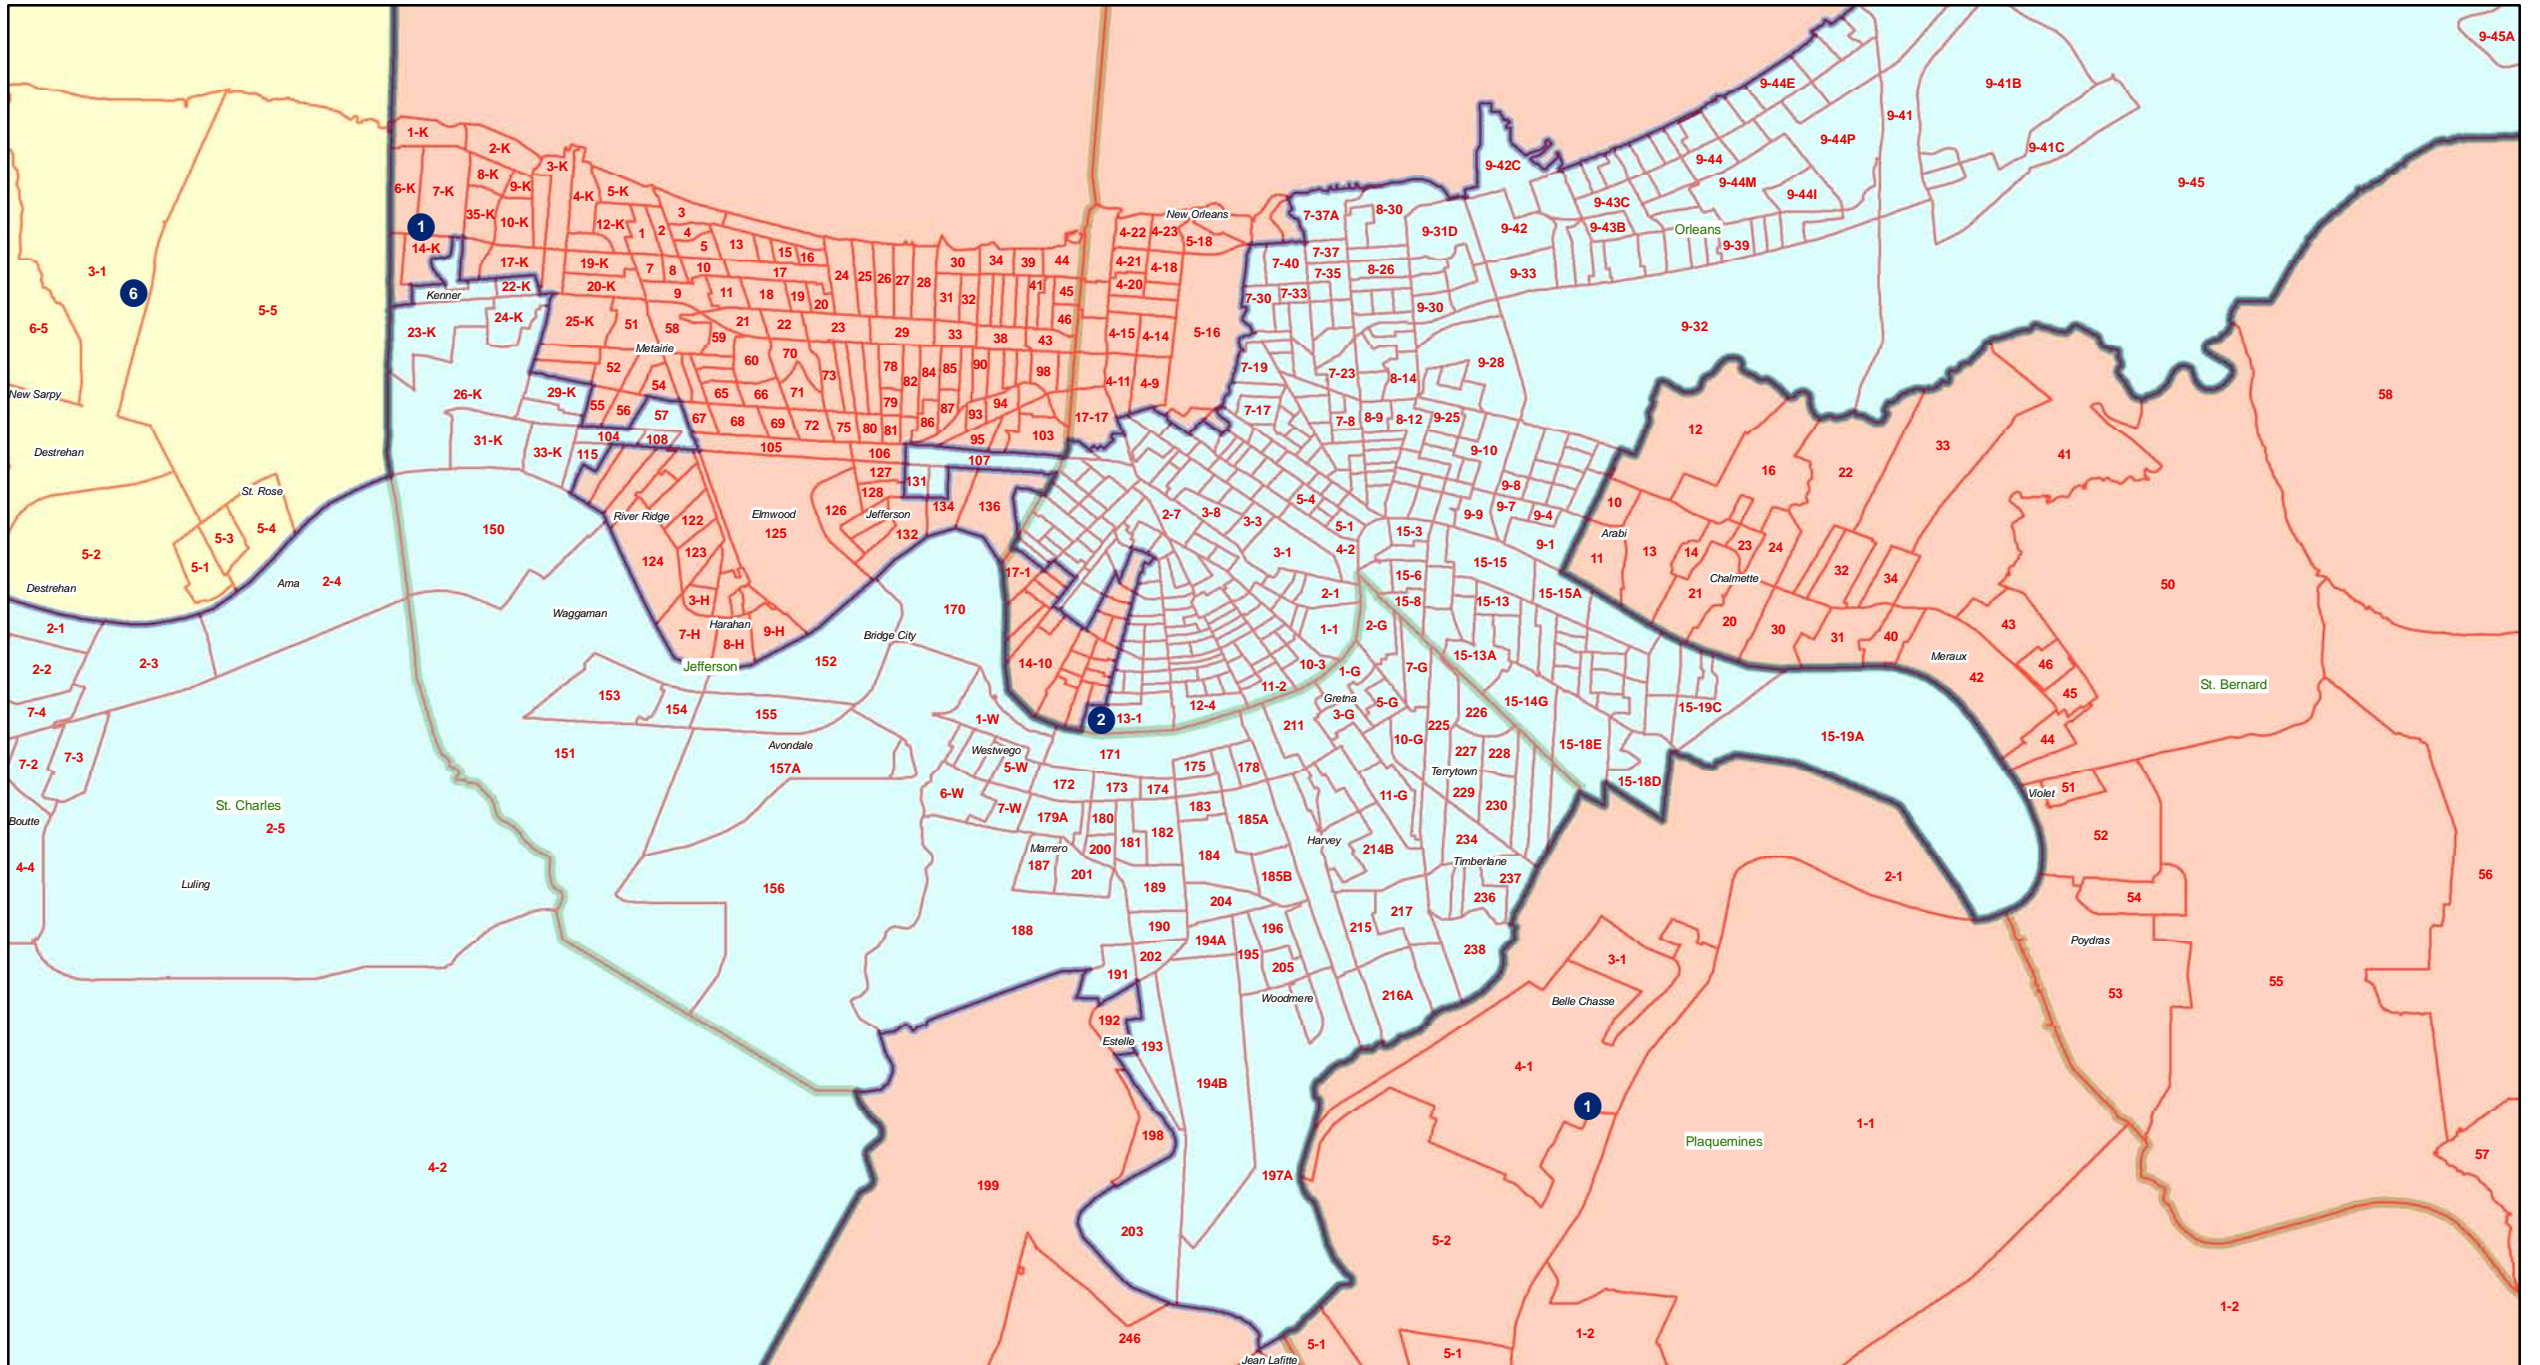 9-45A
9-44E
9-41B
9-41
9-44P
9-41C
1-K
2-K
3-K
9-42C
9-44
9-44M
9-44I
9-45
6-K
7-K
8-K
9-K
4-K
5-K
35-K
10-K
12-K
1
2
3
4
5
New Orleans
7-37A
8-30
9-43C
9-43B
Orleans
1
14-K
13
15
16
4-22
4-23
5-18
9-31D
9-42
9-39
3-1
6
17-K
19-K
7
8
10
17
30
34
39
44
4-21
4-18
7-40
7-37
7-35
8-26
9-33
Kenner
22-K
20-K
9
11
18
19
20
24
25
26
27
28
31
32
41
45
4-20
7-30
7-33
9-30
5-5
6-5
23-K
24-K
25-K
51
58
59
21
22
23
29
33
38
43
46
4-15
4-14
5-16
9-32
Metairie
60
70
52
54
65
66
71
73
78
82
84
85
90
98
4-11
4-9
7-19
7-23
8-14
9-28
New Sarpy
26-K
29-K
55
56
57
67
68
69
72
75
79
80
81
86
87
93
94
95
103
17-17
7-17
7-8
8-9
8-12
9-25
12
33
58
Destrehan
31-K
33-K
104
108
115
105
106
107
127
128
131
9-10
16
22
41
St. Rose
5-4
5-3
5-2
5-1
150
River Ridge
122
123
124
Elmwood
125
126
Jefferson
132
134
136
2-7
3-8
3-3
5-4
5-1
4-2
3-1
15-3
9-9
9-8
9-7
9-4
9-1
10
Arabi
11
13
14
23
24
32
34
Destrehan
Ama
2-4
Waggaman
3-H
Harahan
7-H
8-H
9-H
Jefferson
Bridge City
170
17-1
14-10
2-1
1-1
15-6
15-8
15-15
15-13
15-15A
Chalmette
21
20
30
31
40
50
2-1
2-2
2-3
7-4
7-2
7-3
152
153
154
155
151
Avondale
157A
1-W
Westwego
5-W
6-W
7-W
2
13-1
12-4
11-2
10-3
2-G
1-G
Gretna
3-G
5-G
7-G
10-G
15-13A
15-14G
15-19C
15-19A
15-18E
15-18D
43
46
45
Meraux
42
44
St. Bernard
171
172
173
174
175
178
211
225
226
227
228
Terrytown
229
230
11-G
Violet
51
52
St. Charles
2-5
Boutte
4-4
Luling
156
179A
180
181
182
183
184
185A
185B
Marrero
187
200
201
189
204
Harvey
214B
234
Timberlane
237
236
2-1
54
56
188
190
194A
195
196
205
202
191
Woodmere
215
217
216A
238
3-1
Belle Chasse
Poydras
53
55
192
Estelle
193
194B
4-1
1
4-2
198
199
197A
1-1
Plaquemines
57
203
5-2
1-2
246
5-1
5-1
1-2
Jean Lafitte